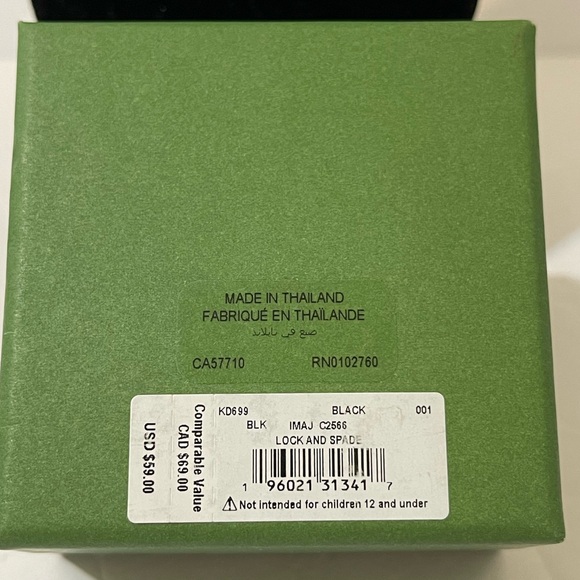 MADE IN THAILAND
FABRIQUÉ EN THAÏLANDE
صنع في تايلاند
CA57710 RN0102760
KD699 BLACK 001
BLK IMAJ C2566
LOCK AND SPADE
1 96021 31341 7
Not intended for children 12 and under
Comparable Value
CAD $69.00
USD $59.00